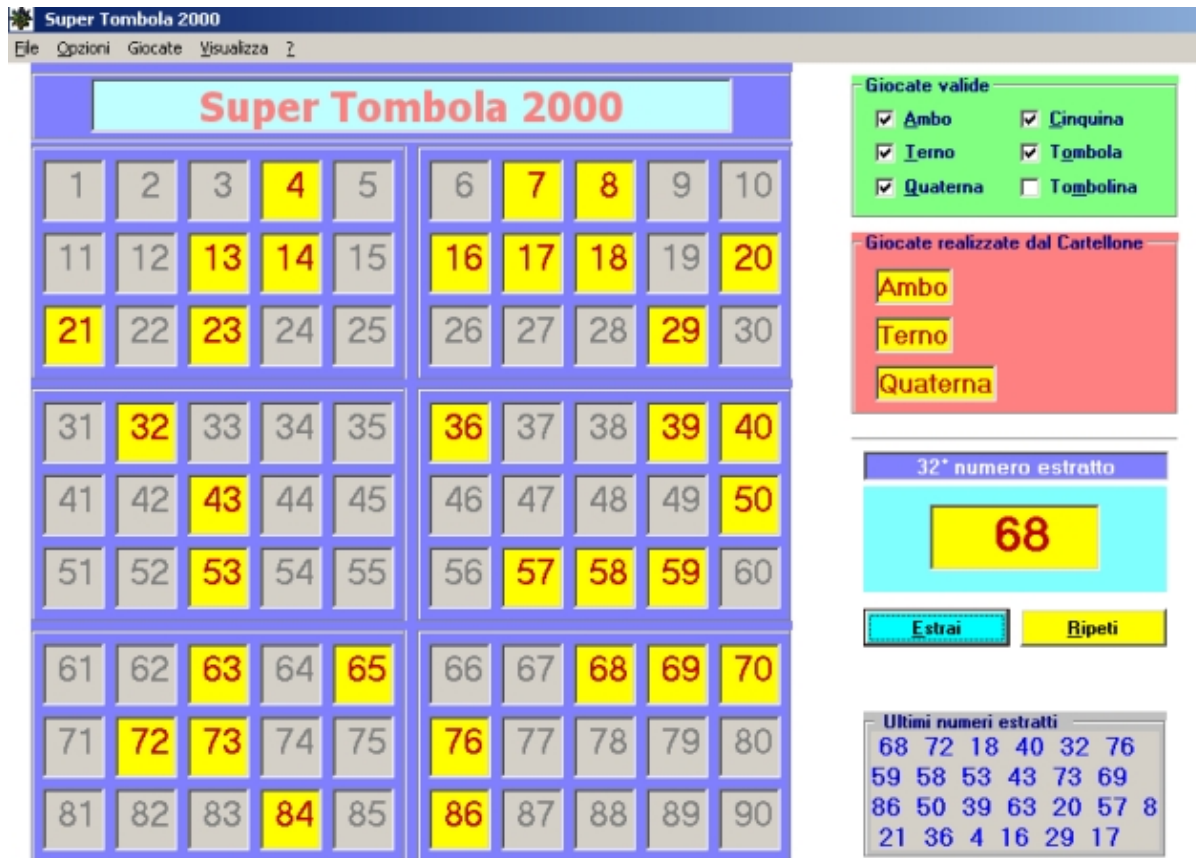 Super Tombola 2000
File Opzioni Giocate Visualizza ?
Super Tombola 2000
1 2 3 4 5 6 7 8 9 10
11 12 13 14 15 16 17 18 19 20
21 22 23 24 25 26 27 28 29 30
31 32 33 34 35 36 37 38 39 40
41 42 43 44 45 46 47 48 49 50
51 52 53 54 55 56 57 58 59 60
61 62 63 64 65 66 67 68 69 70
71 72 73 74 75 76 77 78 79 80
81 82 83 84 85 86 87 88 89 90
Giocate valide
Ambo Cinquina
Terno Tombola
Quaterna Tombolina
Giocate realizzate dal Cartellone
Ambo
Terno
Quaterna
32° numero estratto
68
Estrai Ripeti
Ultimi numeri estratti
68 72 18 40 32 76
59 58 53 43 73 69
86 50 39 63 20 57 8
21 36 4 16 29 17